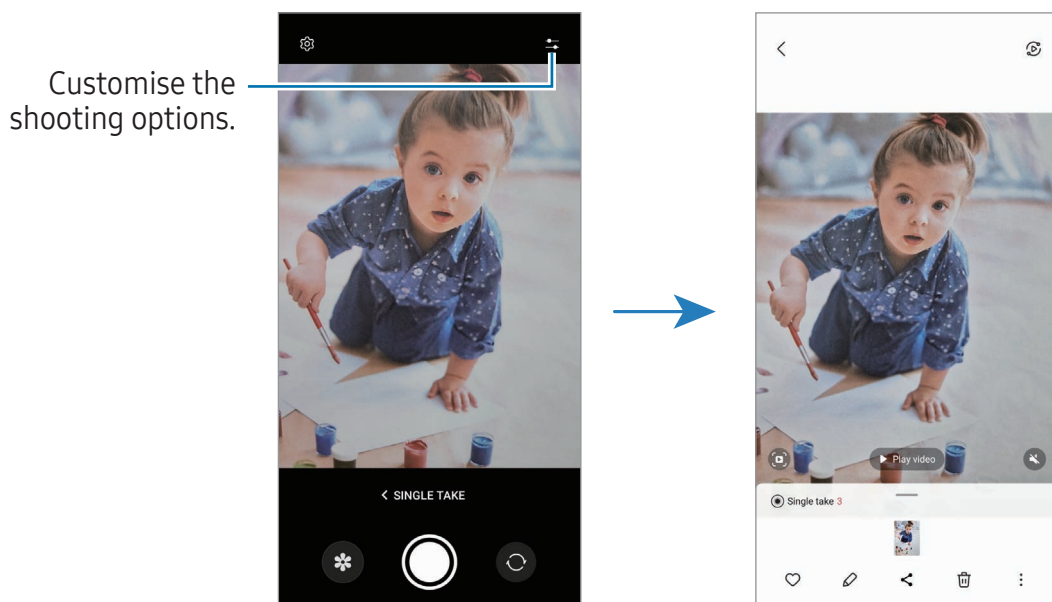 Customise the
shooting options.
SINGLE TAKE
Play video
Single take 3